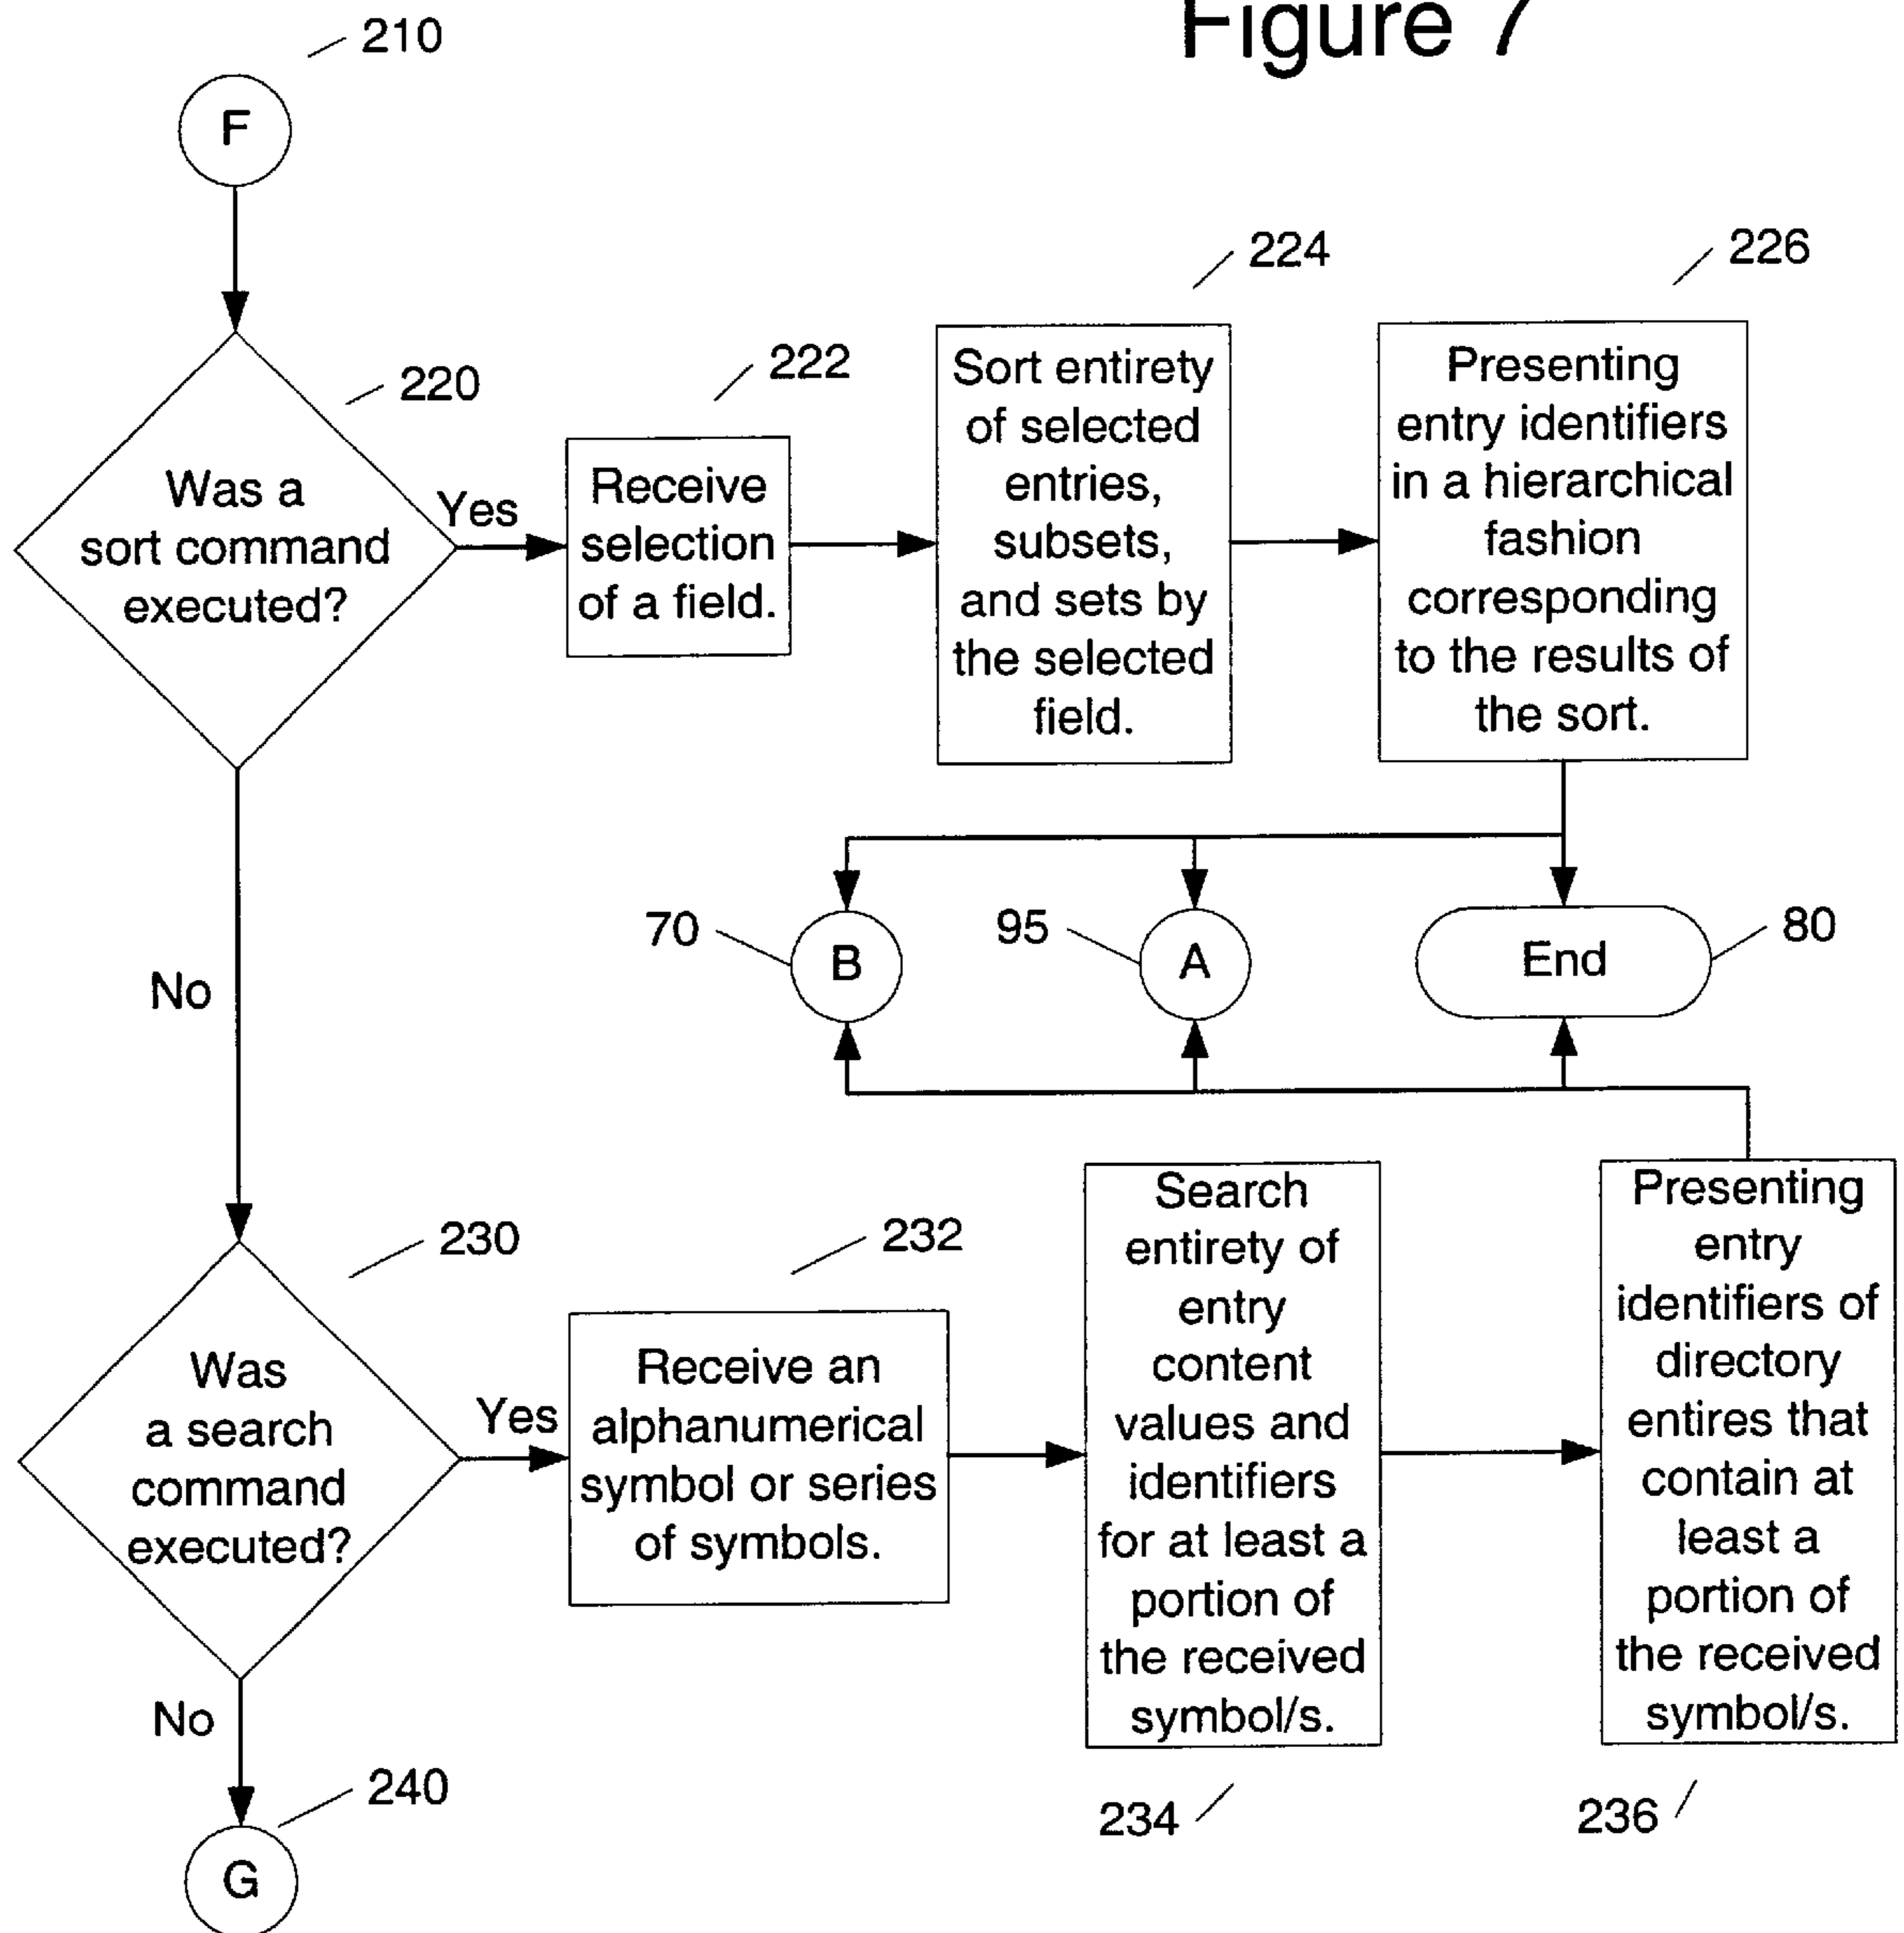 Figure 7
210
F
220
Was a
sort command
executed?
Yes
222
Receive
selection
of a field.
224
Sort entirety
of selected
entries,
subsets,
and sets by
the selected
field.
226
Presenting
entry identifiers
in a hierarchical
fashion
corresponding
to the results of
the sort.
No
70
B
95
A
End
80
230
Was
a search
command
executed?
Yes
232
Receive an
alphanumerical
symbol or series
of symbols.
Search
entirety of
entry
content
values and
identifiers
for at least a
portion of
the received
symbol/s.
234
Presenting
entry
identifiers of
directory
entires that
contain at
least a
portion of
the received
symbol/s.
236
No
240
G